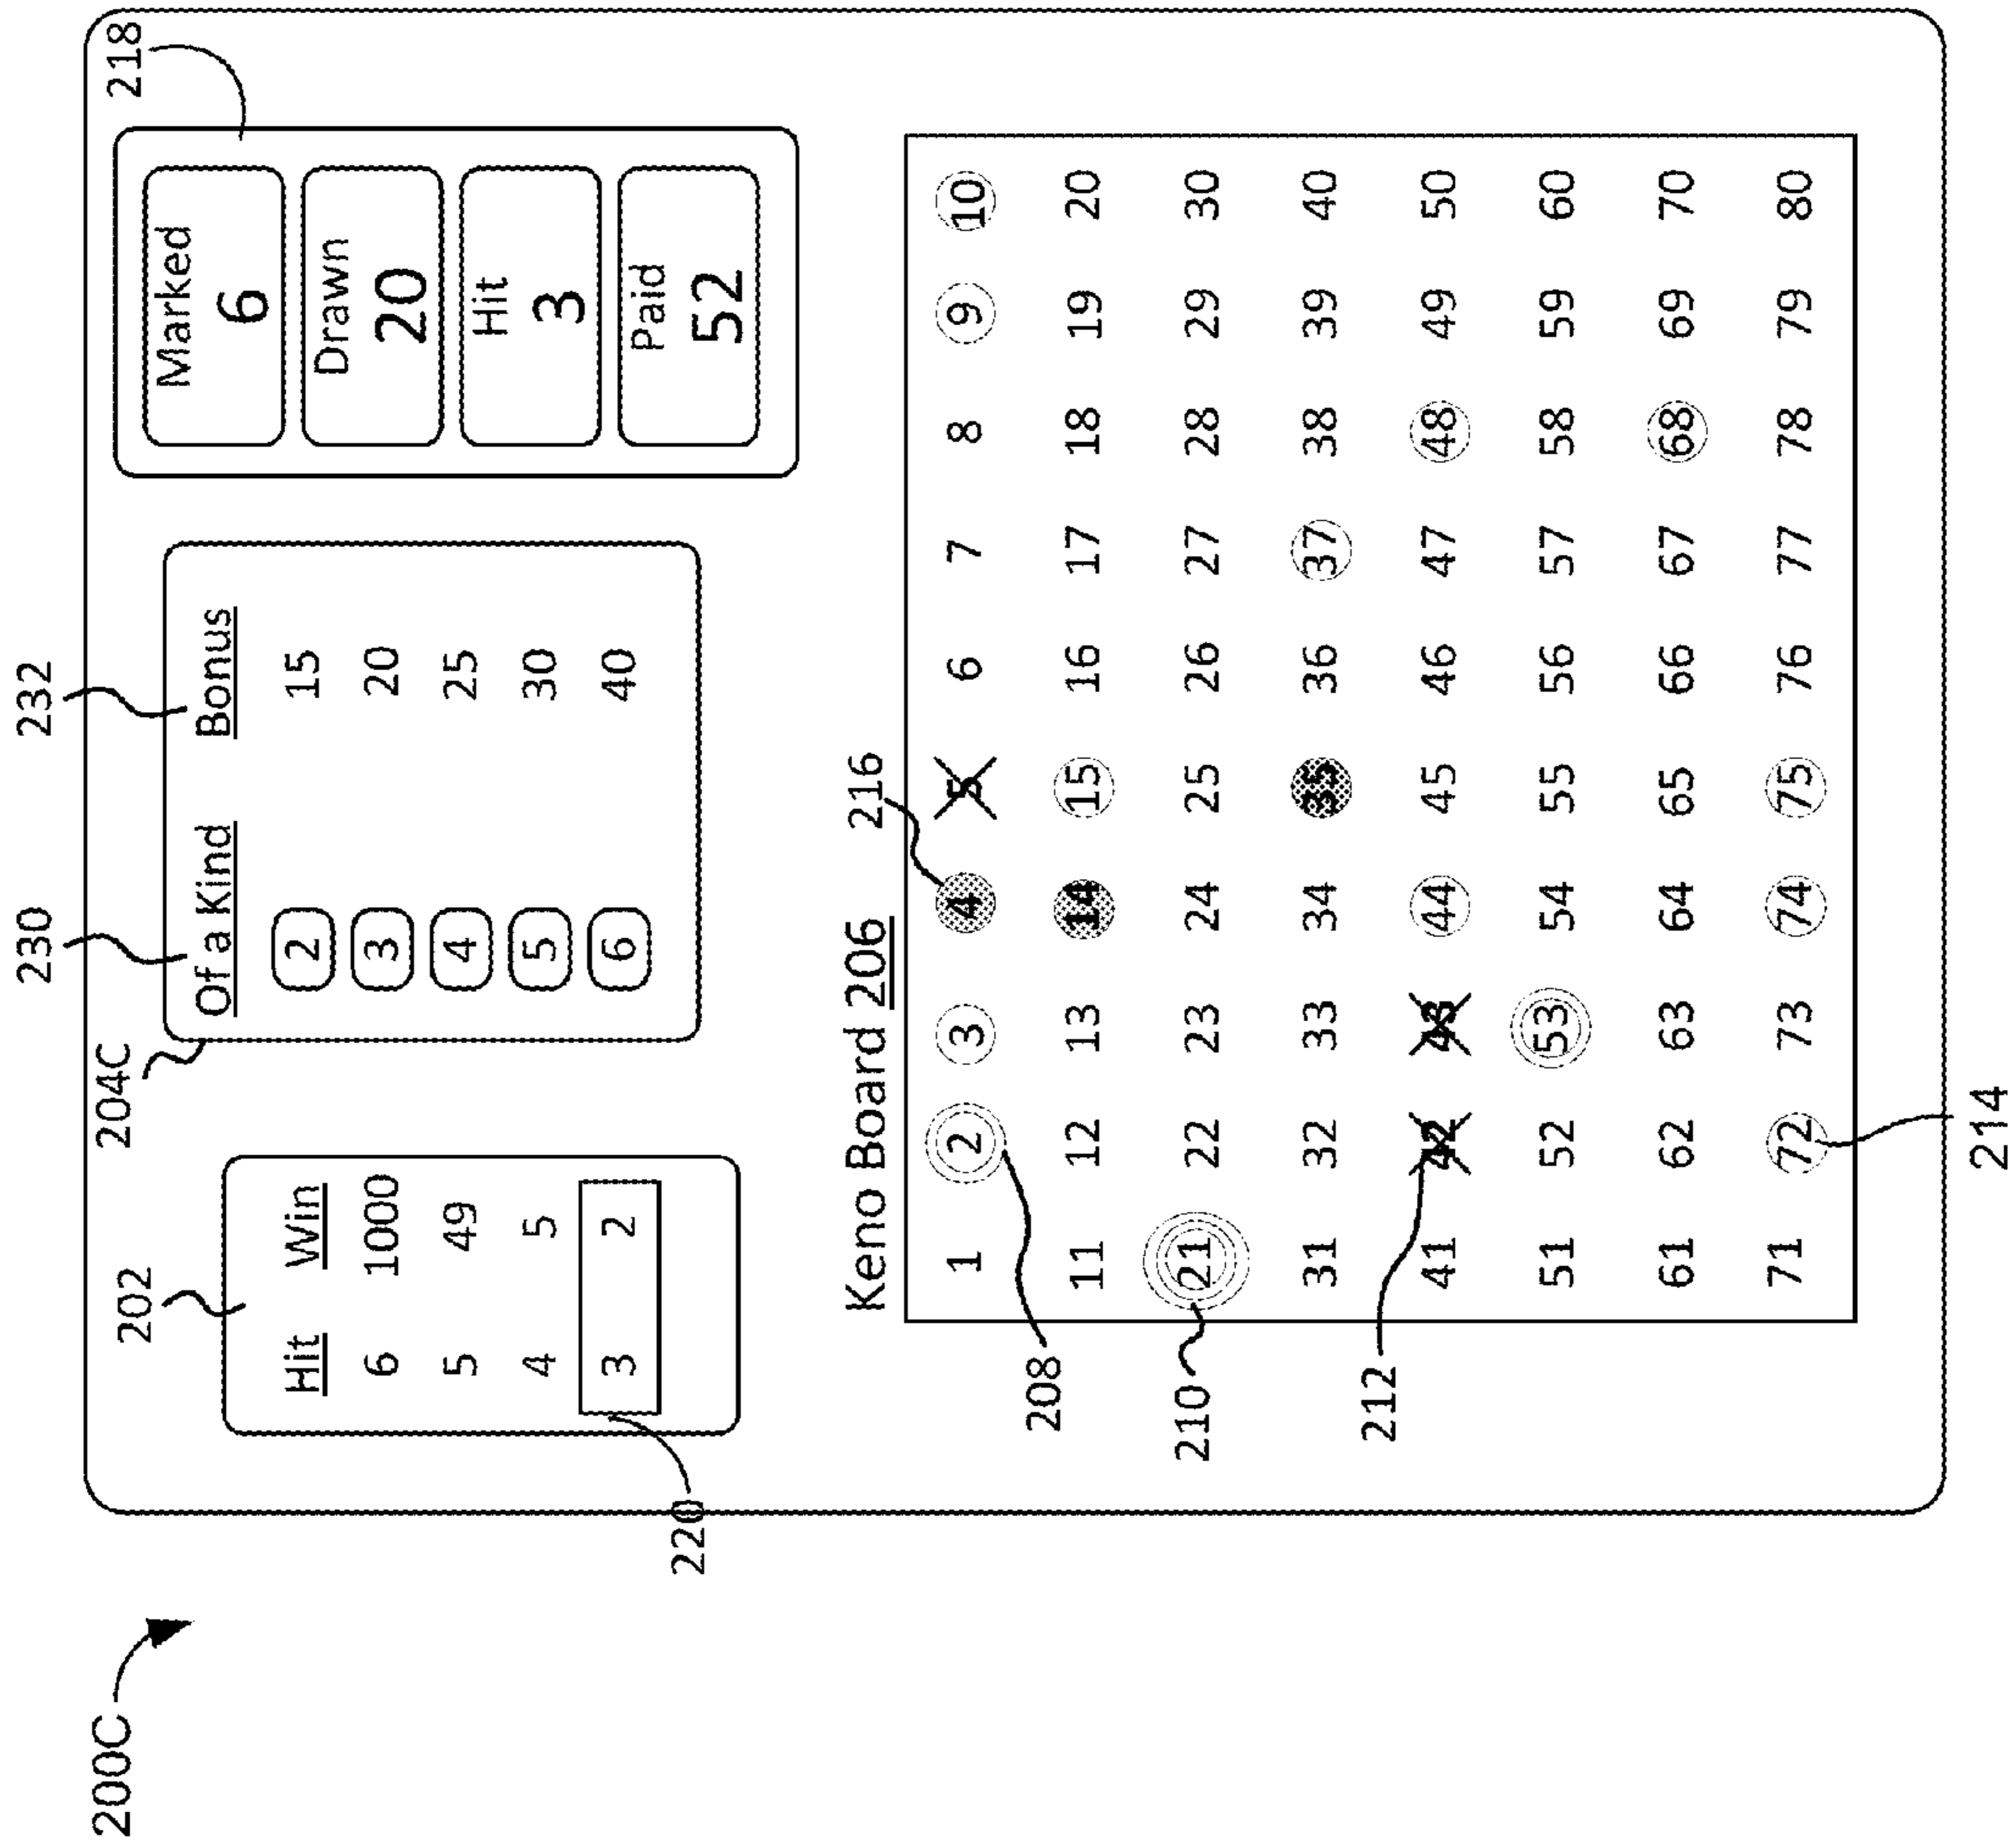 200C
202
Hit Win
6 1000
5 49
4 5
3 2
220
204C
230
232
Of a Kind Bonus
2 15
3 20
4 25
5 30
6 40
218
Marked
6
Drawn
20
Hit
3
Paid
52
Keno Board 206
216
1 2 3 4 5 6 7 8 9 10
11 12 13 14 15 16 17 18 19 20
21 22 23 24 25 26 27 28 29 30
31 32 33 34 35 36 37 38 39 40
41 42 43 44 45 46 47 48 49 50
51 52 53 54 55 56 57 58 59 60
61 62 63 64 65 66 67 68 69 70
71 72 73 74 75 76 77 78 79 80
208
210
212
214